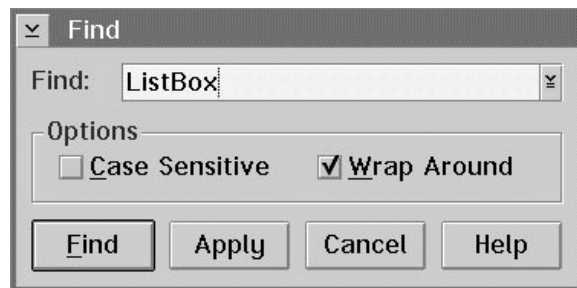 Find
Find: ListBox
Options
Case Sensitive Wrap Around
Find Apply Cancel Help